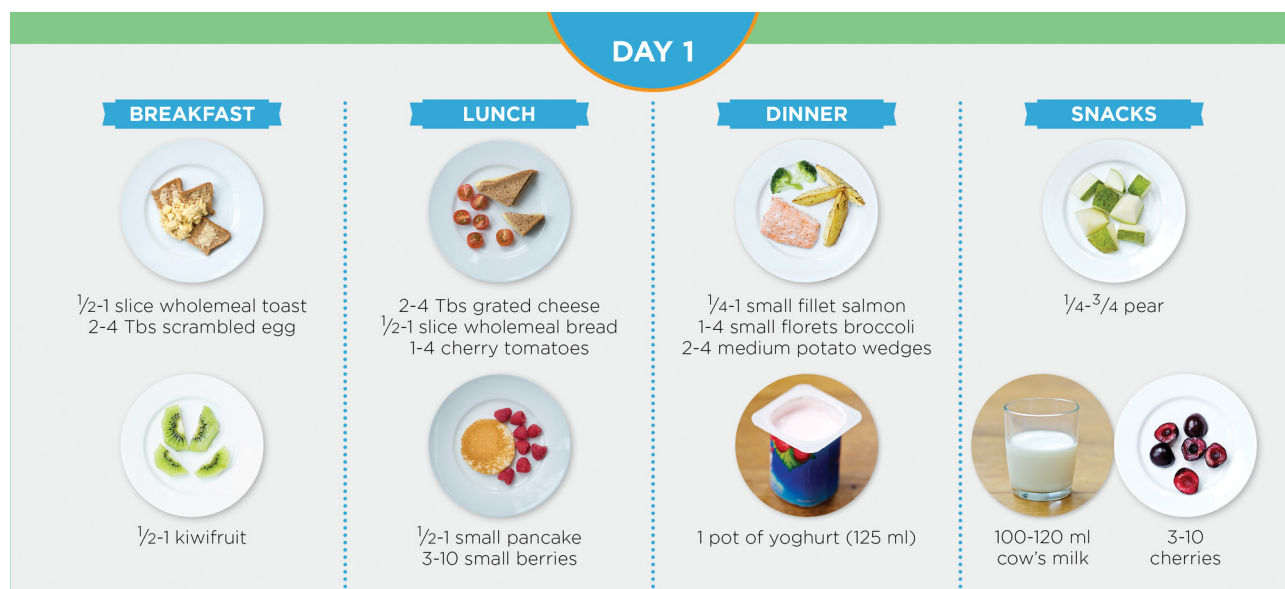 DAY 1
BREAKFAST
½-1 slice wholemeal toast
2-4 Tbs scrambled egg
½-1 kiwifruit
LUNCH
2-4 Tbs grated cheese
½-1 slice wholemeal bread
1-4 cherry tomatoes
½-1 small pancake
3-10 small berries
DINNER
¼-1 small fillet salmon
1-4 small florets broccoli
2-4 medium potato wedges
1 pot of yoghurt (125 ml)
SNACKS
¼-¾ pear
100-120 ml
cow's milk
3-10
cherries